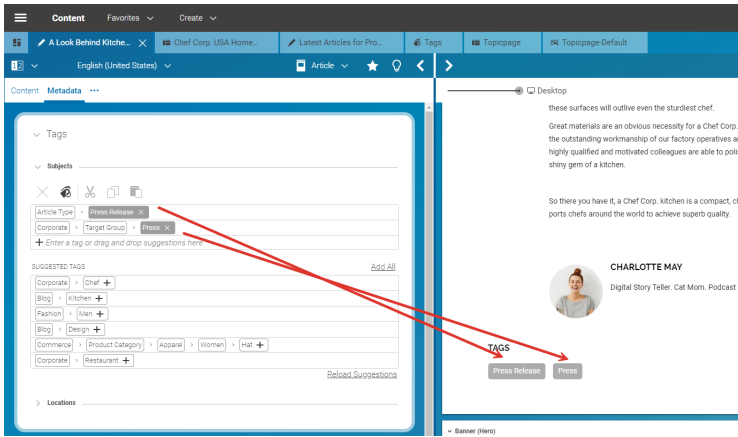 Content Favorites Create
A Look Behind Kitche... Chef Corp. USA Home... Latest Articles for Pro... Tags Topicpage Topicpage-Default
English (United States) Article
Content Metadata
Desktop
these surfaces will outlive even the sturdiest chef.
Great materials are an obvious necessity for a Chef Corp.
the outstanding workmanship of our factory operatives a
highly qualified and motivated colleagues are able to poli
shiny gem of a kitchen.
So there you have it, a Chef Corp. kitchen is a compact, c
ports chefs around the world to achieve superb quality.
CHARLOTTE MAY
Digital Story Teller. Cat Mom. Podcast
TAGS
Press Release Press
Banner (Hero)
Tags
Subjects
Article Type > Press Release ×
Corporate > Target Group > Press ×
+ Enter a tag or drag and drop suggestions here.
SUGGESTED TAGS Add All
Corporate > Chef +
Blog > Kitchen +
Fashion > Men +
Blog > Design +
Commerce > Product Category > Apparel > Women > Hat +
Corporate > Restaurant +
Reload Suggestions
Locations